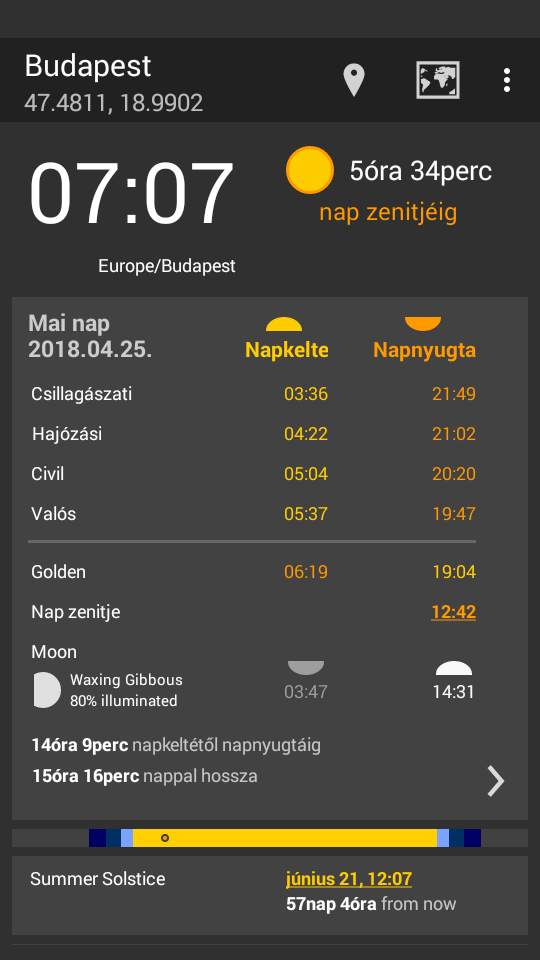 Budapest
47.4811, 18.9902
07:07
5óra 34perc
nap zenitjéig
Europe/Budapest
Mai nap
2018.04.25.
Napkelte Napnyugta
Csillagászati 03:36 21:49
Hajózási 04:22 21:02
Civil 05:04 20:20
Valós 05:37 19:47
Golden 06:19 19:04
Nap zenitje 12:42
Moon
Waxing Gibbous
80% illuminated
03:47 14:31
14óra 9perc napkeltétől napnyugtáig
15óra 16perc nappal hossza
Summer Solstice június 21, 12:07
57nap 4óra from now